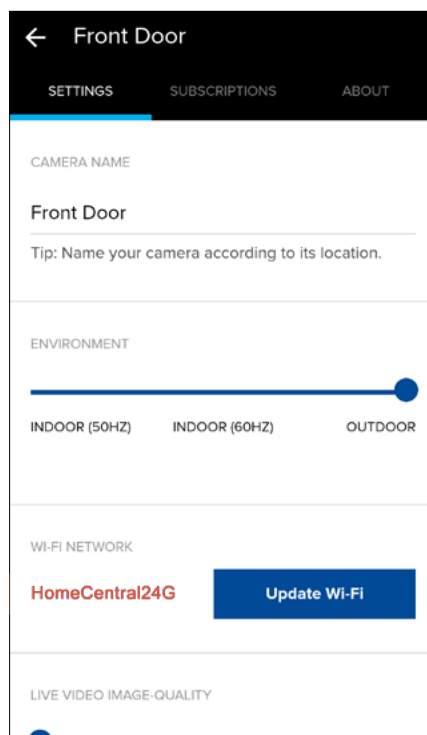 Front Door
SETTINGS SUBSCRIPTIONS ABOUT
CAMERA NAME
Front Door
Tip: Name your camera according to its location.
ENVIRONMENT
INDOOR (50HZ) INDOOR (60HZ) OUTDOOR
WI-FI NETWORK
HomeCentral24G Update Wi-Fi
LIVE VIDEO IMAGE-QUALITY